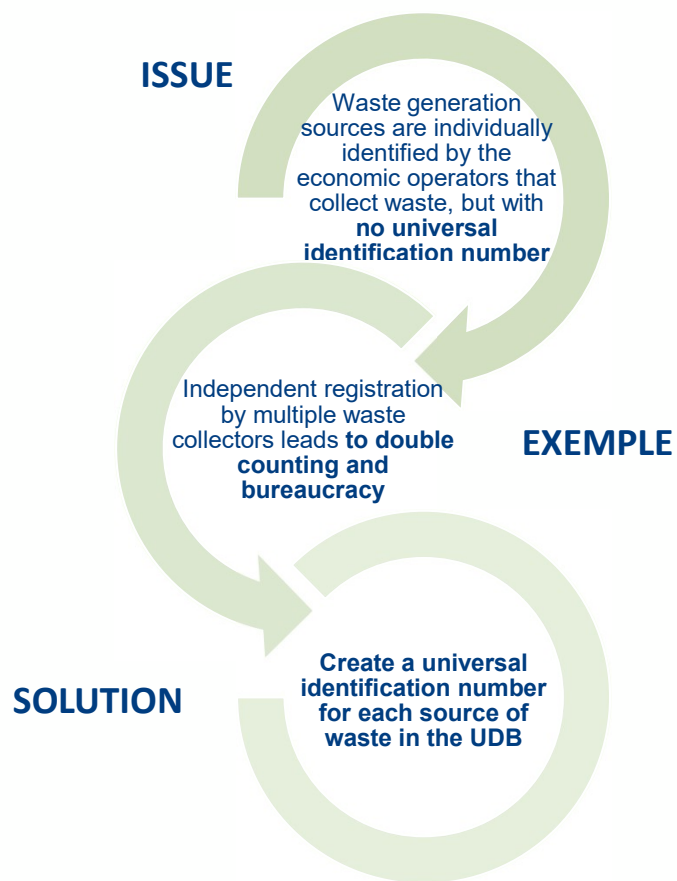 ISSUE
Waste generation
sources are individually
identified by the
economic operators that
collect waste, but with
no universal
identification number
Independent registration
by multiple waste
collectors leads to double
counting and
bureaucracy
EXEMPLE
Create a universal
identification number
for each source of
waste in the UDB
SOLUTION